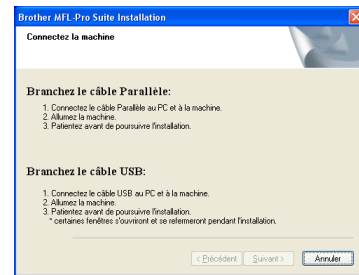 Brother MFL-Pro Suite Installation
Connectez la machine
Branchez le câble Parallèle:
1. Connectez le câble Parallèle au PC et à la machine.
2. Allumez la machine.
3. Patientez avant de poursuivre l'installation.
Branchez le câble USB:
1. Connectez le câble USB au PC et à la machine.
2. Allumez la machine.
3. Patientez avant de poursuivre l'installation.
* certaines fenêtres s'ouvriront et se refermeront pendant l'installation.
< Précédent Suivant > Annuler